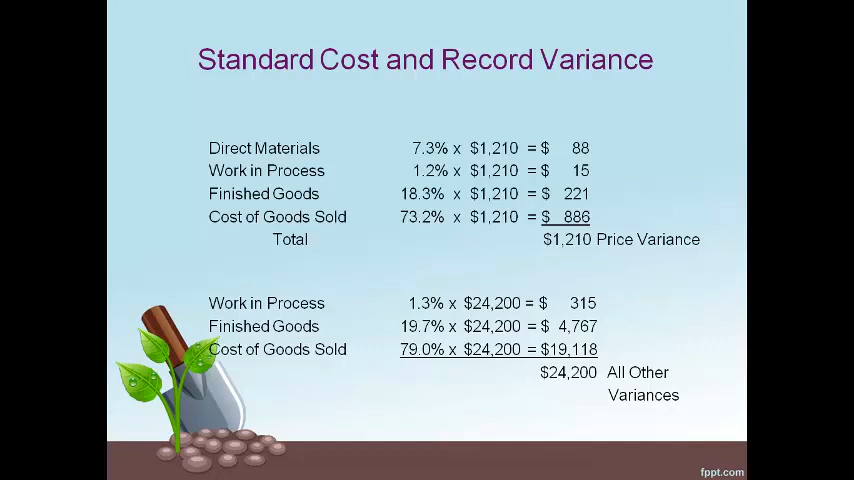 Standard Cost and Record Variance
Direct Materials 7.3% x $1,210 = $ 88
Work in Process 1.2% x $1,210 = $ 15
Finished Goods 18.3% x $1,210 = $ 221
Cost of Goods Sold 73.2% x $1,210 = $ 886
Total $1,210 Price Variance
Work in Process 1.3% x $24,200 = $ 315
Finished Goods 19.7% x $24,200 = $ 4,767
Cost of Goods Sold 79.0% x $24,200 = $19,118
$24,200 All Other
Variances
fppt.com